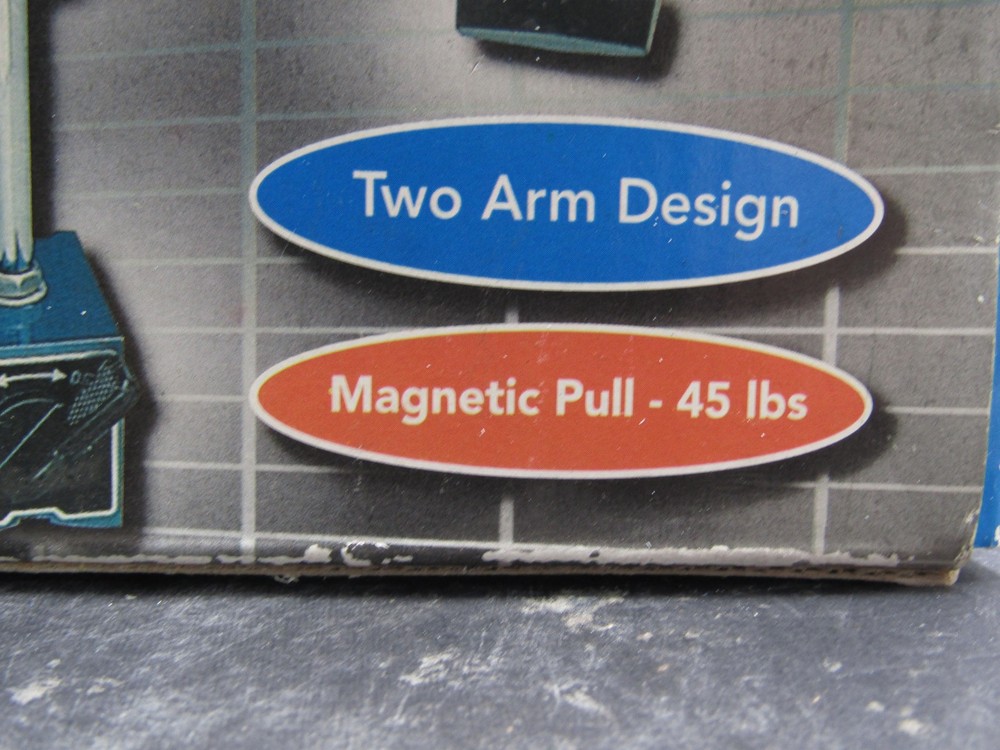 Two Arm Design
Magnetic Pull - 45 lbs